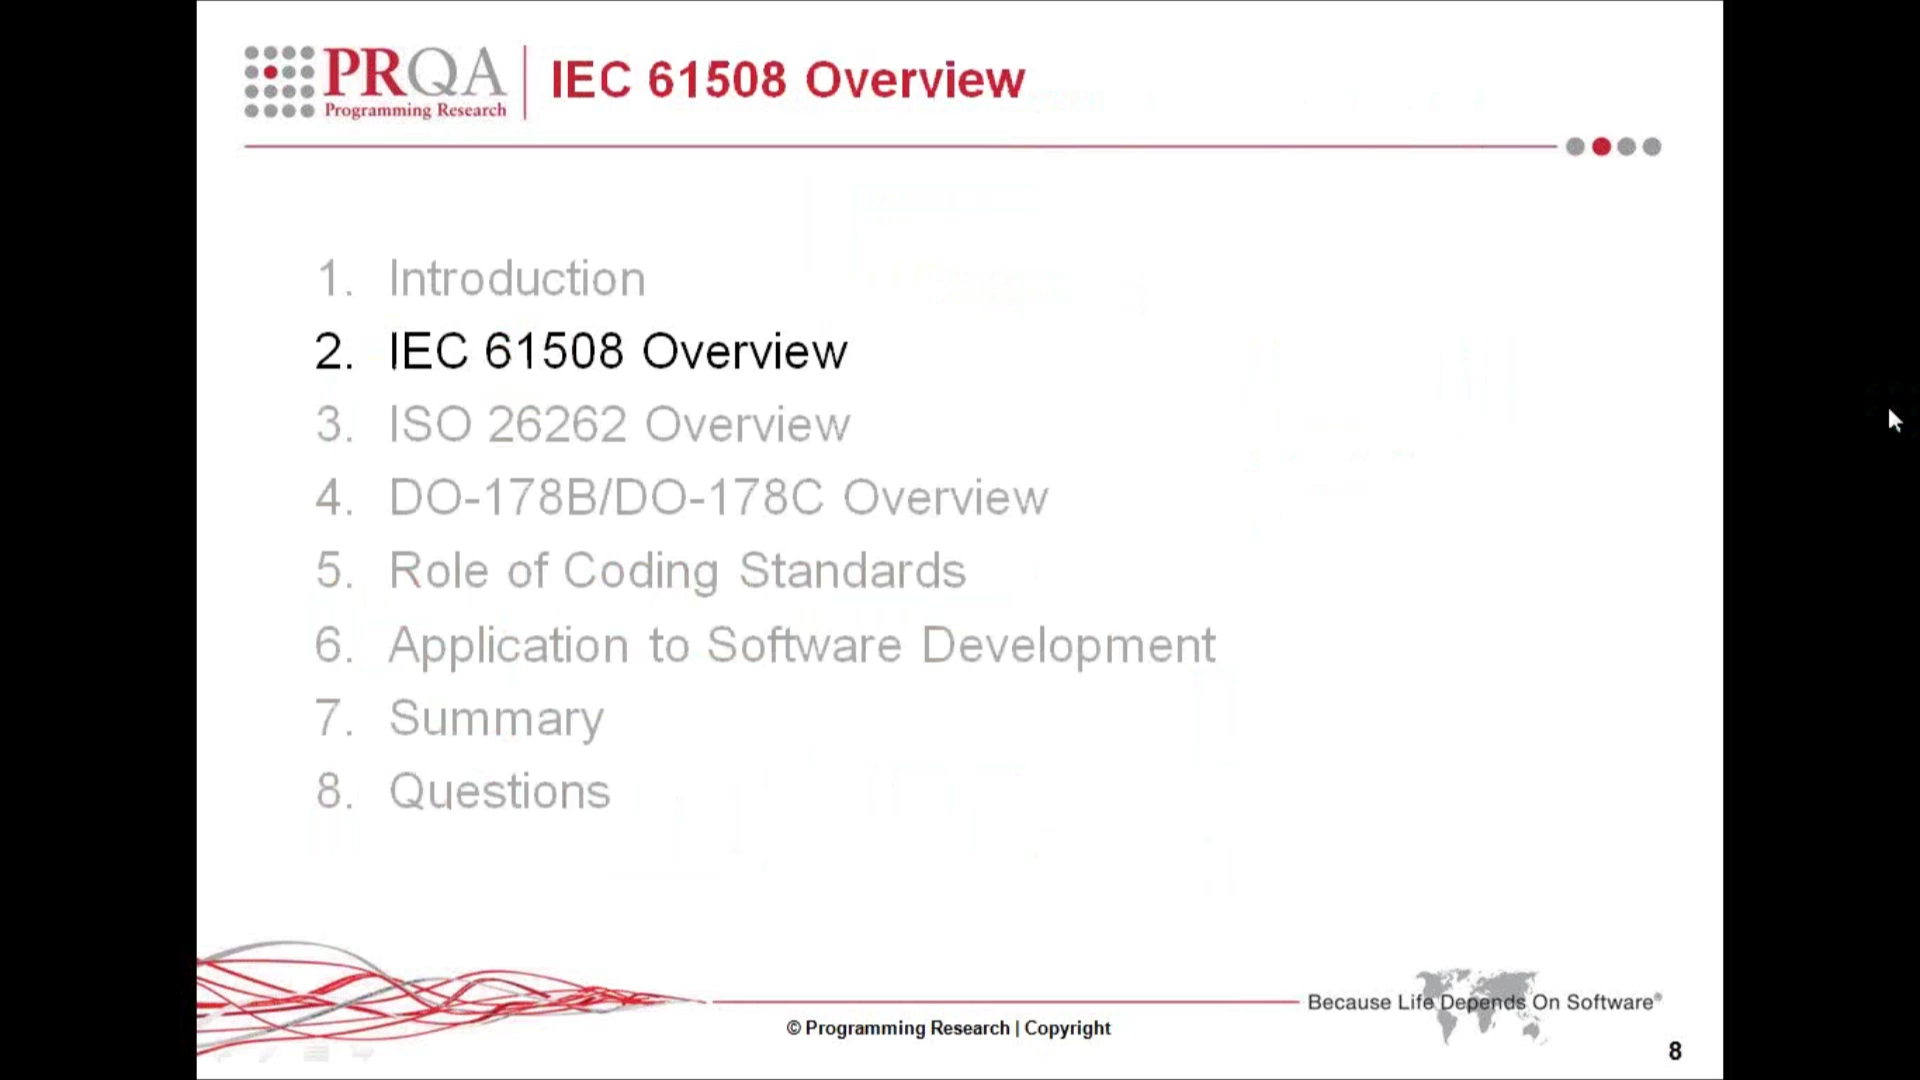 PRQA
Programming Research
IEC 61508 Overview
1. Introduction
2. IEC 61508 Overview
3. ISO 26262 Overview
4. DO-178B/DO-178C Overview
5. Role of Coding Standards
6. Application to Software Development
7. Summary
8. Questions
Because Life Depends On Software®
© Programming Research | Copyright
8